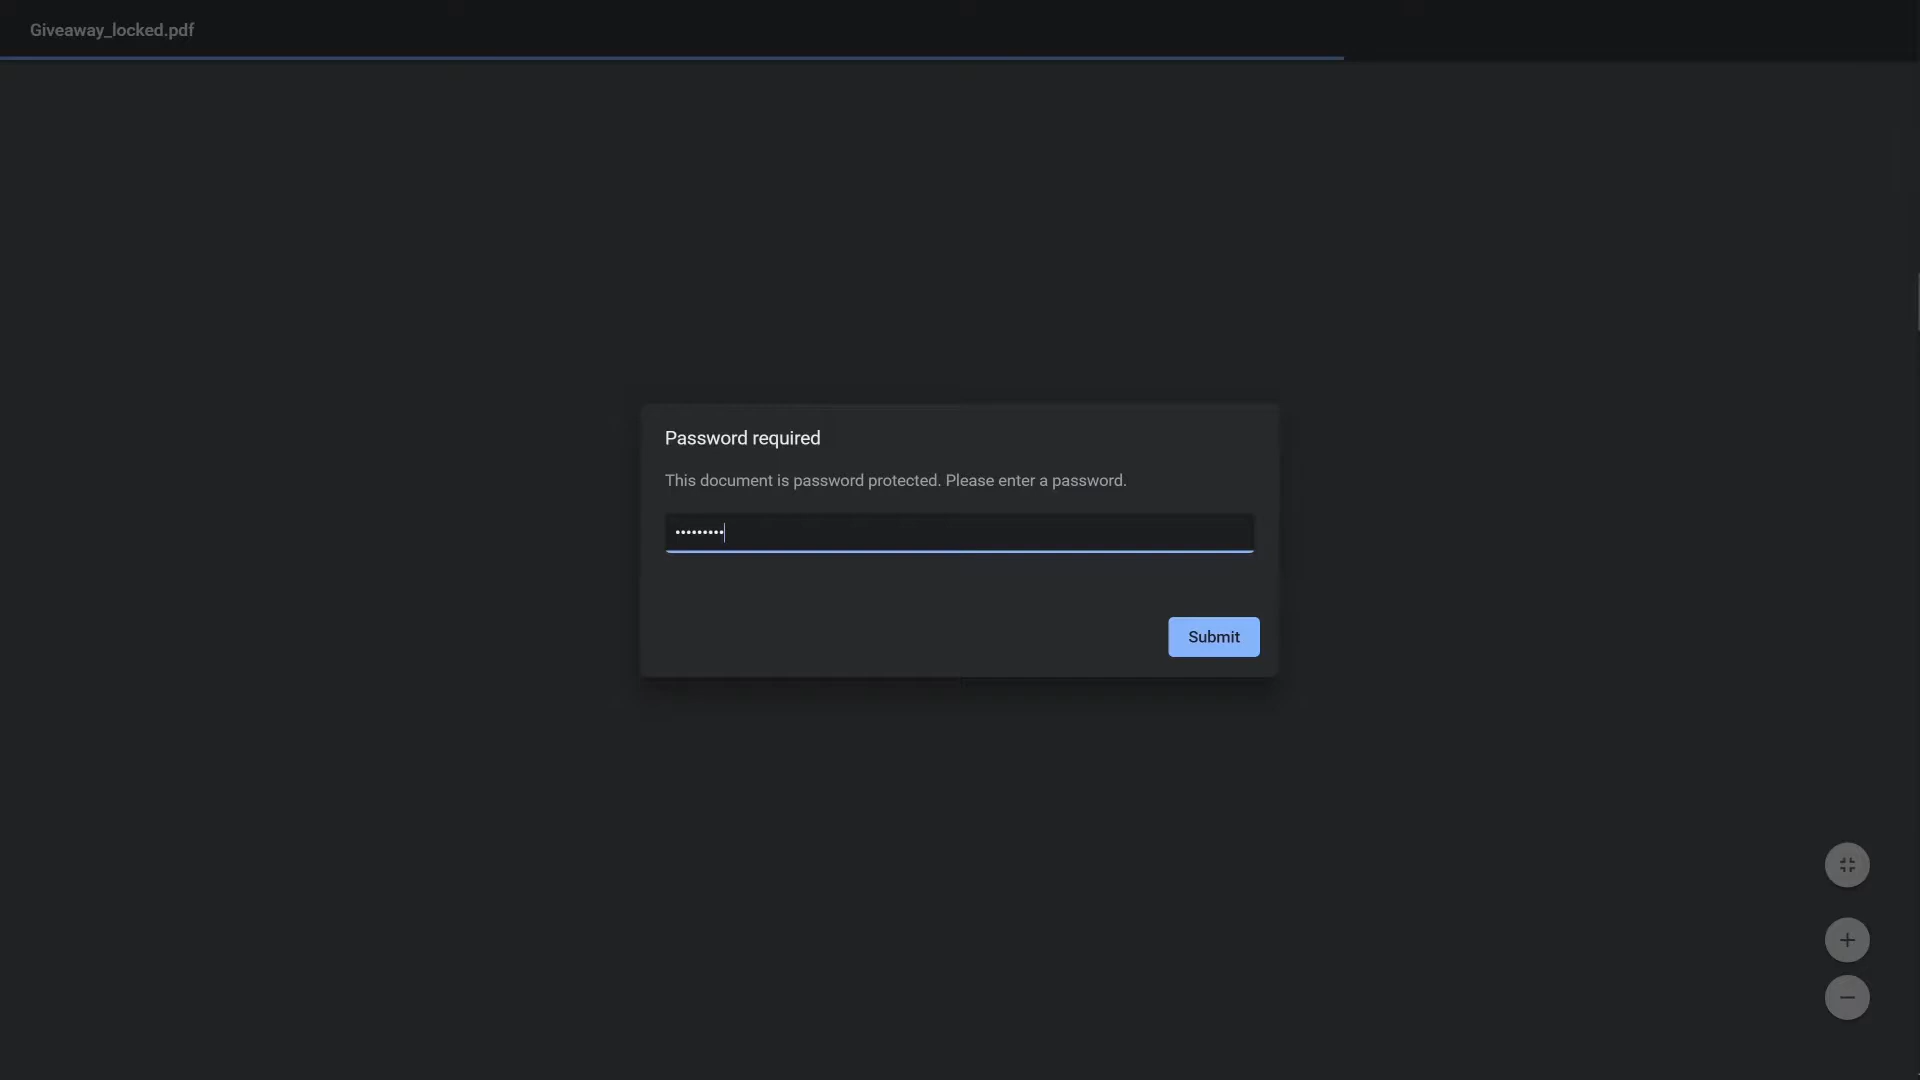 Giveaway_locked.pdf
Password required
This document is password protected. Please enter a password.
•••••••••
Submit